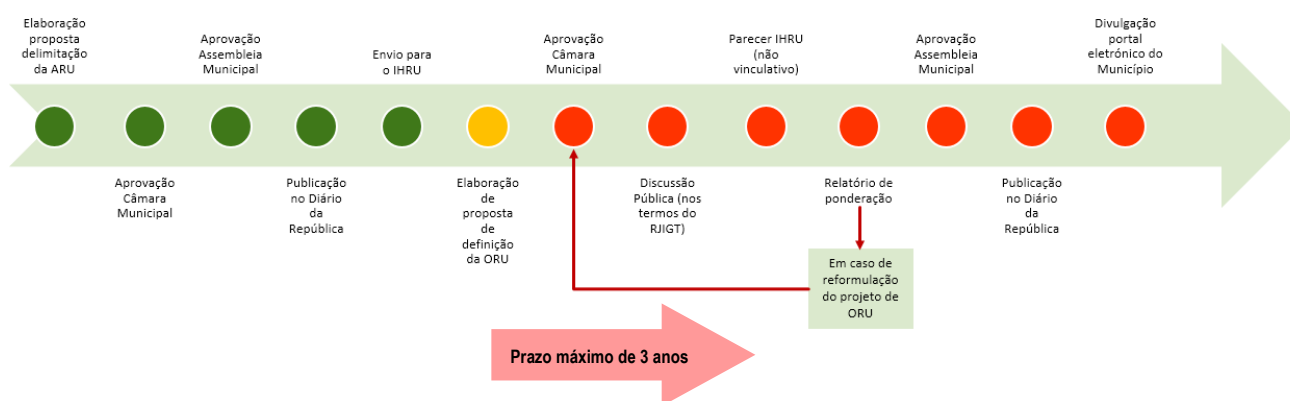 Elaboração
proposta
delimitação
da ARU
Aprovação
Câmara
Municipal
Aprovação
Assembleia
Municipal
Publicação
no Diário
da
República
Envio para
o IHRU
Elaboração
de
proposta
de
definição
da ORU
Aprovação
Câmara
Municipal
Discussão
Pública (nos
termos do
RJIGT)
Parecer IHRU
(não
vinculativo)
Relatório de
ponderação
Em caso de
reformulação
do projeto de
ORU
Aprovação
Assembleia
Municipal
Publicação
no Diário
da
República
Divulgação
portal
eletrónico do
Município
Prazo máximo de 3 anos